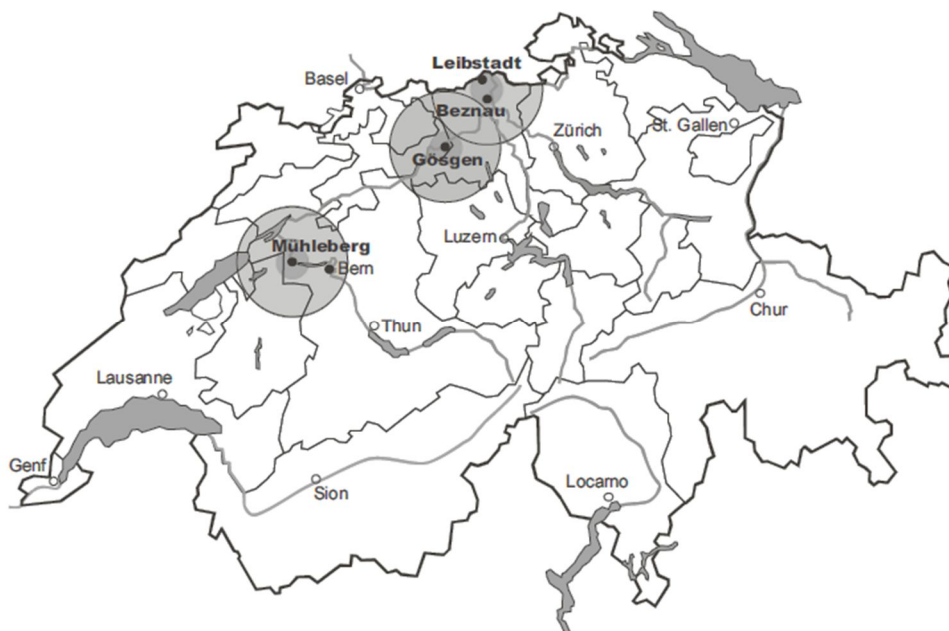 Leibstadt
Basel
Beznau
Zürich
St. Gallen
Gösgen
Luzern
Mühleberg
Bern
Chur
Thun
Lausanne
Genf
Sion
Locarno